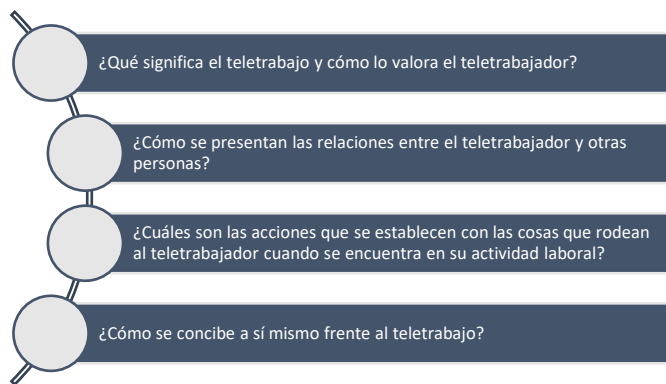 ¿Qué significa el teletrabajo y cómo lo valora el teletrabajador?
¿Cómo se presentan las relaciones entre el teletrabajador y otras
personas?
¿Cuáles son las acciones que se establecen con las cosas que rodean
al teletrabajador cuando se encuentra en su actividad laboral?
¿Cómo se concibe a sí mismo frente al teletrabajo?